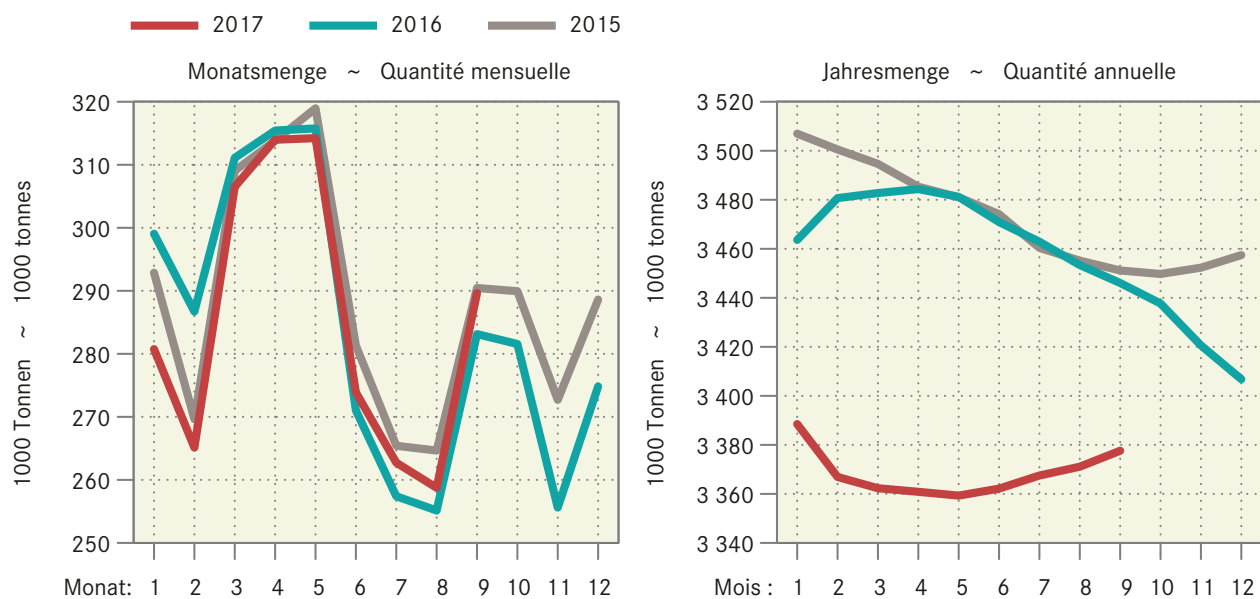 2017 2016 2015
Monatsmenge ~ Quantité mensuelle
1000 Tonnen ~ 1000 tonnes
320
310
300
290
280
270
260
250
Monat: 1 2 3 4 5 6 7 8 9 10 11 12
Jahresmenge ~ Quantité annuelle
1000 Tonnen ~ 1000 tonnes
3 520
3 500
3 480
3 460
3 440
3 420
3 400
3 380
3 360
3 340
Mois : 1 2 3 4 5 6 7 8 9 10 11 12